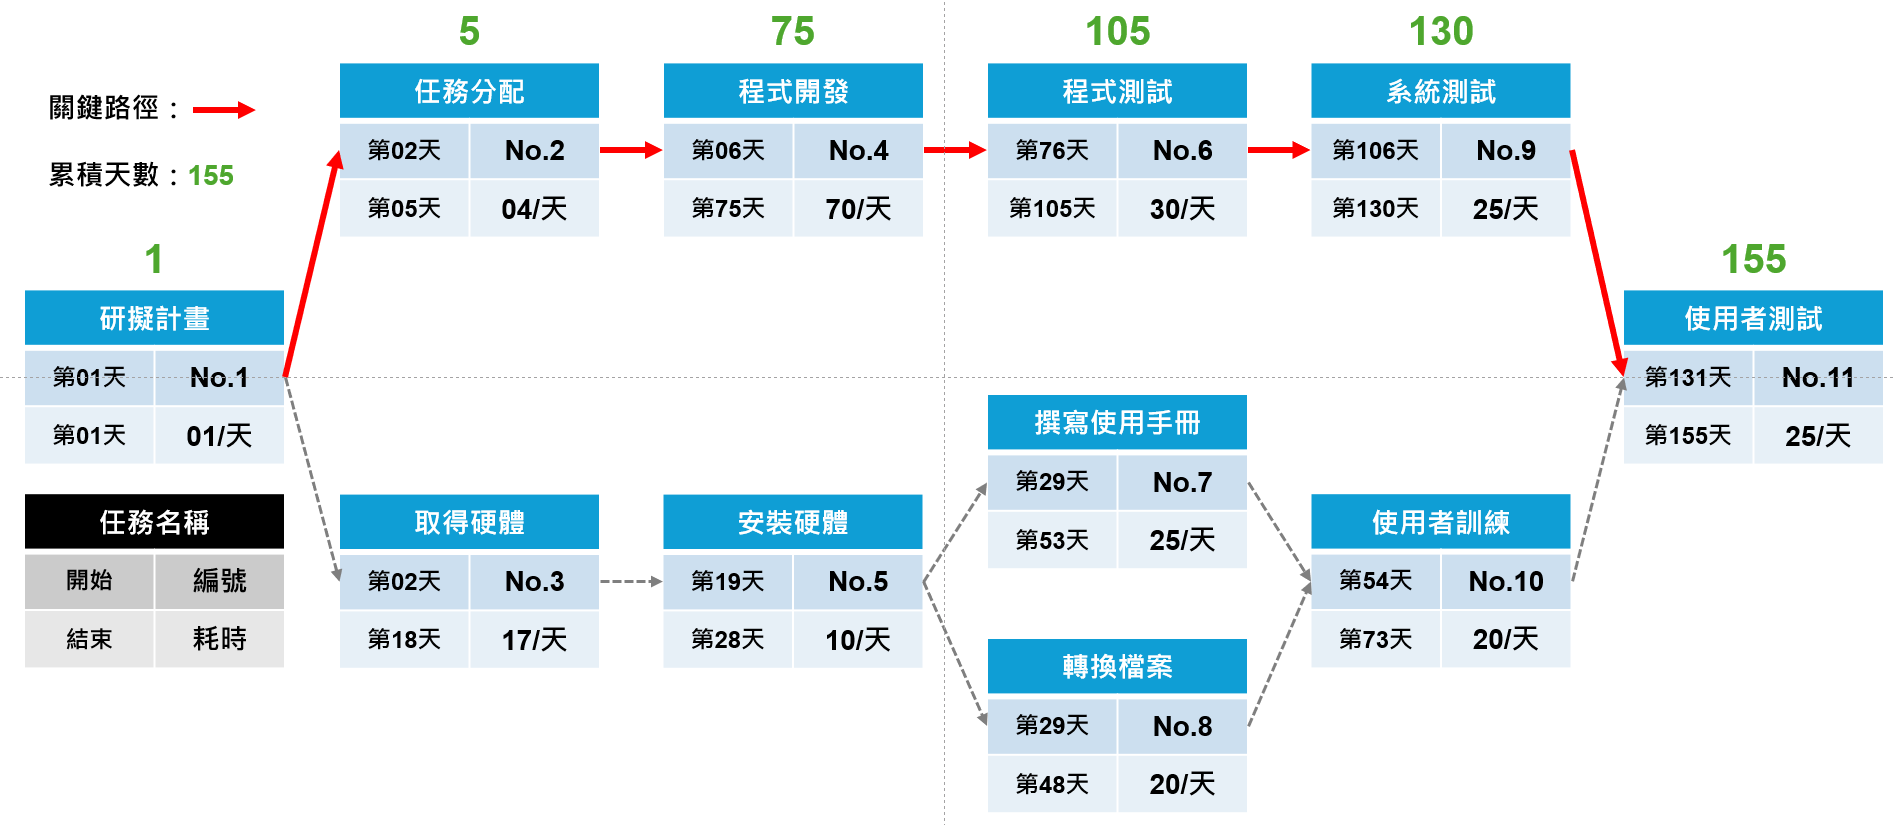 5
75
105
130
關鍵路徑：
累積天數：155
任務分配
第02天 No.2
第05天 04/天
程式開發
第06天 No.4
第75天 70/天
程式測試
第76天 No.6
第105天 30/天
系統測試
第106天 No.9
第130天 25/天
1
研擬計畫
第01天 No.1
第01天 01/天
155
使用者測試
第131天 No.11
第155天 25/天
任務名稱
開始 編號
結束 耗時
取得硬體
第02天 No.3
第18天 17/天
安裝硬體
第19天 No.5
第28天 10/天
撰寫使用手冊
第29天 No.7
第53天 25/天
轉換檔案
第29天 No.8
第48天 20/天
使用者訓練
第54天 No.10
第73天 20/天